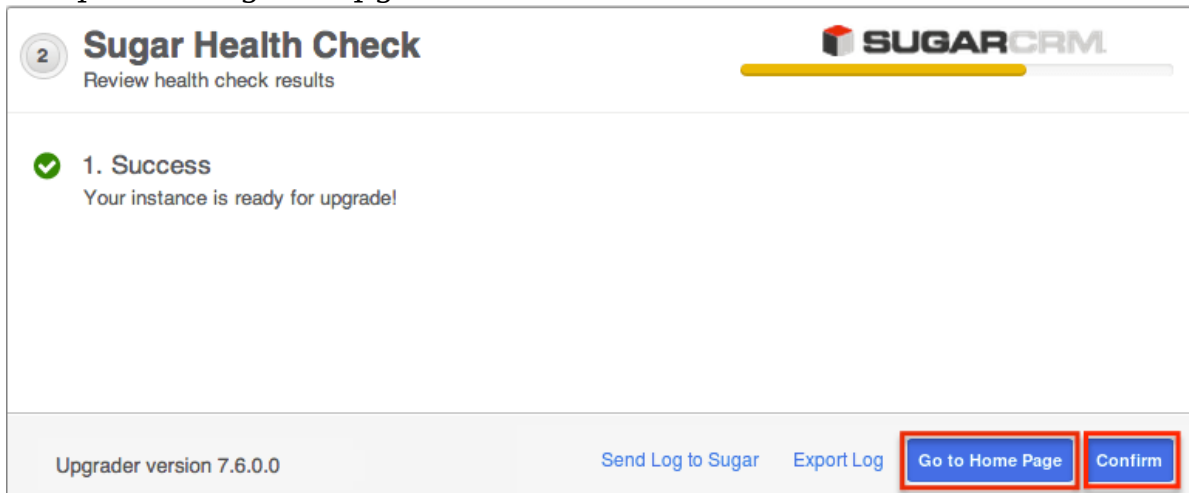 2
Sugar Health Check
SUGARCRM.
Review health check results
1. Success
Your instance is ready for upgrade!
Upgrader version 7.6.0.0
Send Log to Sugar
Export Log
Go to Home Page
Confirm